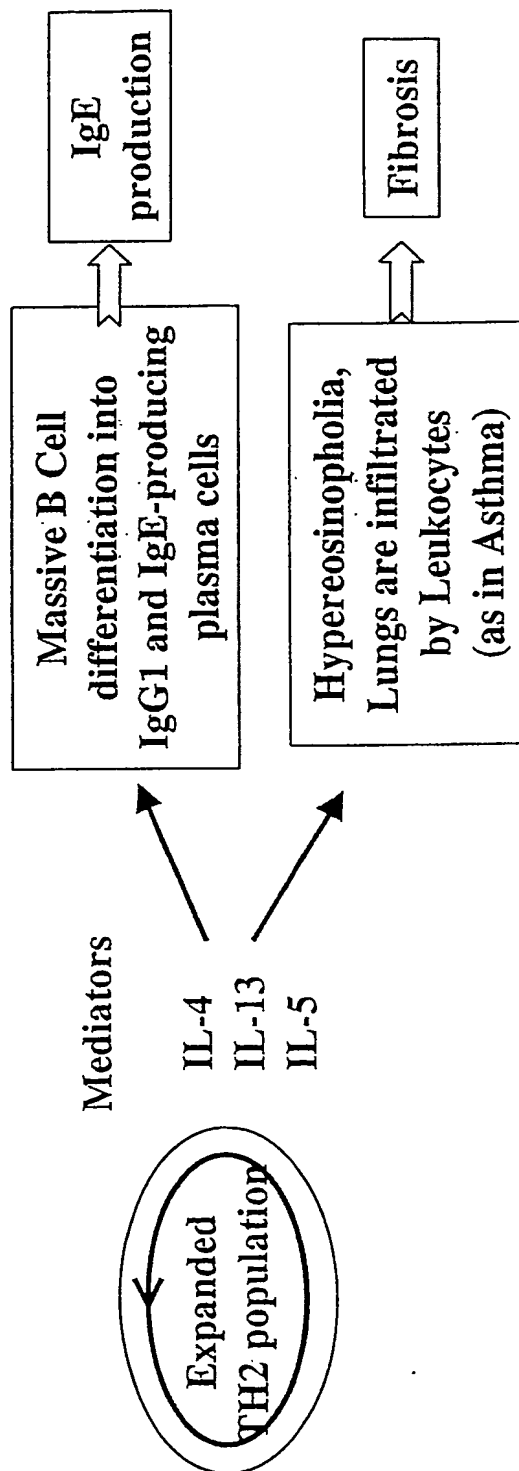 Expanded
TH2 population
Mediators
IL-4
IL-13
IL-5
Massive B Cell
differentiation into
IgG1 and IgE-producing
plasma cells
IgE
production
Hypereosinopholia,
Lungs are infiltrated
by Leukocytes
(as in Asthma)
Fibrosis